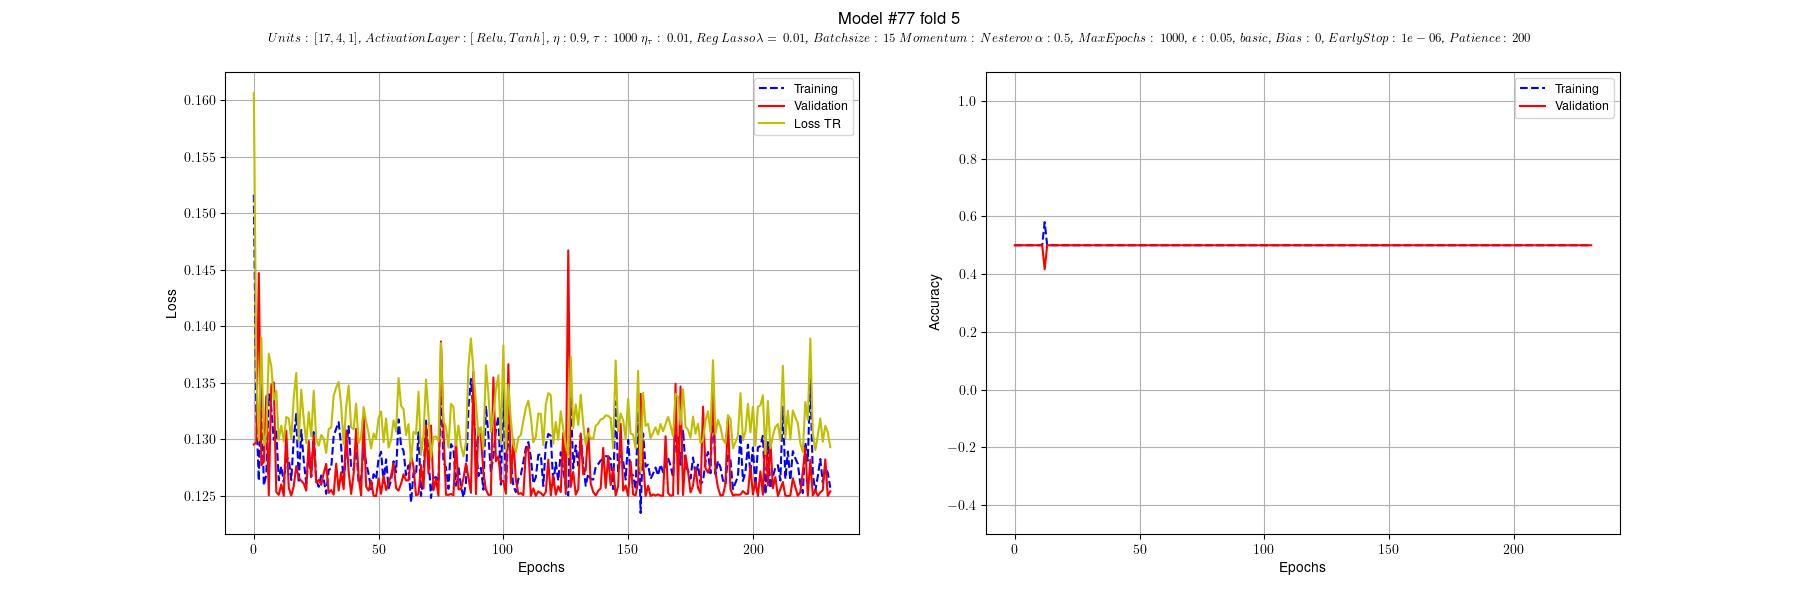 Model #77 fold 5
Units : [17, 4, 1], ActivationLayer : [ Relu, Tanh ], η : 0.9, τ : 1000 η_τ : 0.01, Reg Lasso λ = 0.01, Batchsize : 15 Momentum : Nesterov α : 0.5, MaxEpochs : 1000, ϵ : 0.05, basic, Bias : 0, EarlyStop : 1e − 06, Patience : 200
Training
Validation
Loss TR
0.160
0.155
0.150
0.145
0.140
0.135
0.130
0.125
Loss
0
50
100
150
200
Epochs
Training
Validation
1.0
0.8
0.6
0.4
0.2
0.0
−0.2
−0.4
Accuracy
0
50
100
150
200
Epochs